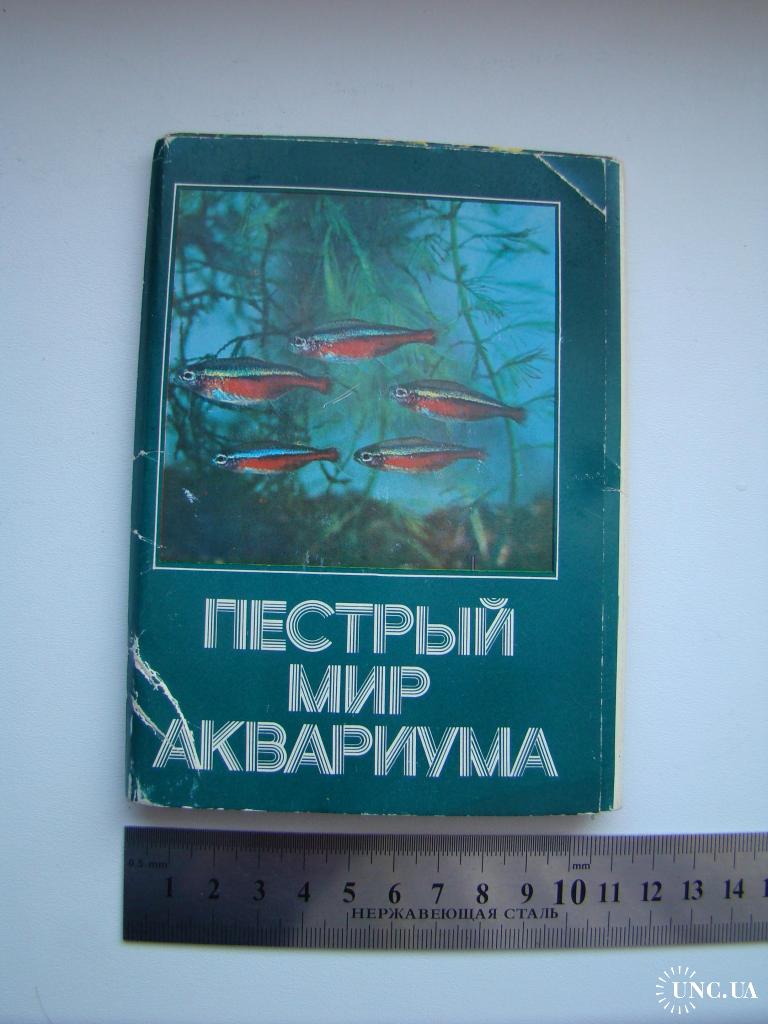 ПЕСТРЫЙ
МИР
АКВАРИУМА
0.5 mm
mm
1 2 3 4 5 6 7 8 9 10 11 12 13 14 1
НЕРЖАВЕЮЩАЯ СТАЛЬ
UNC.UA